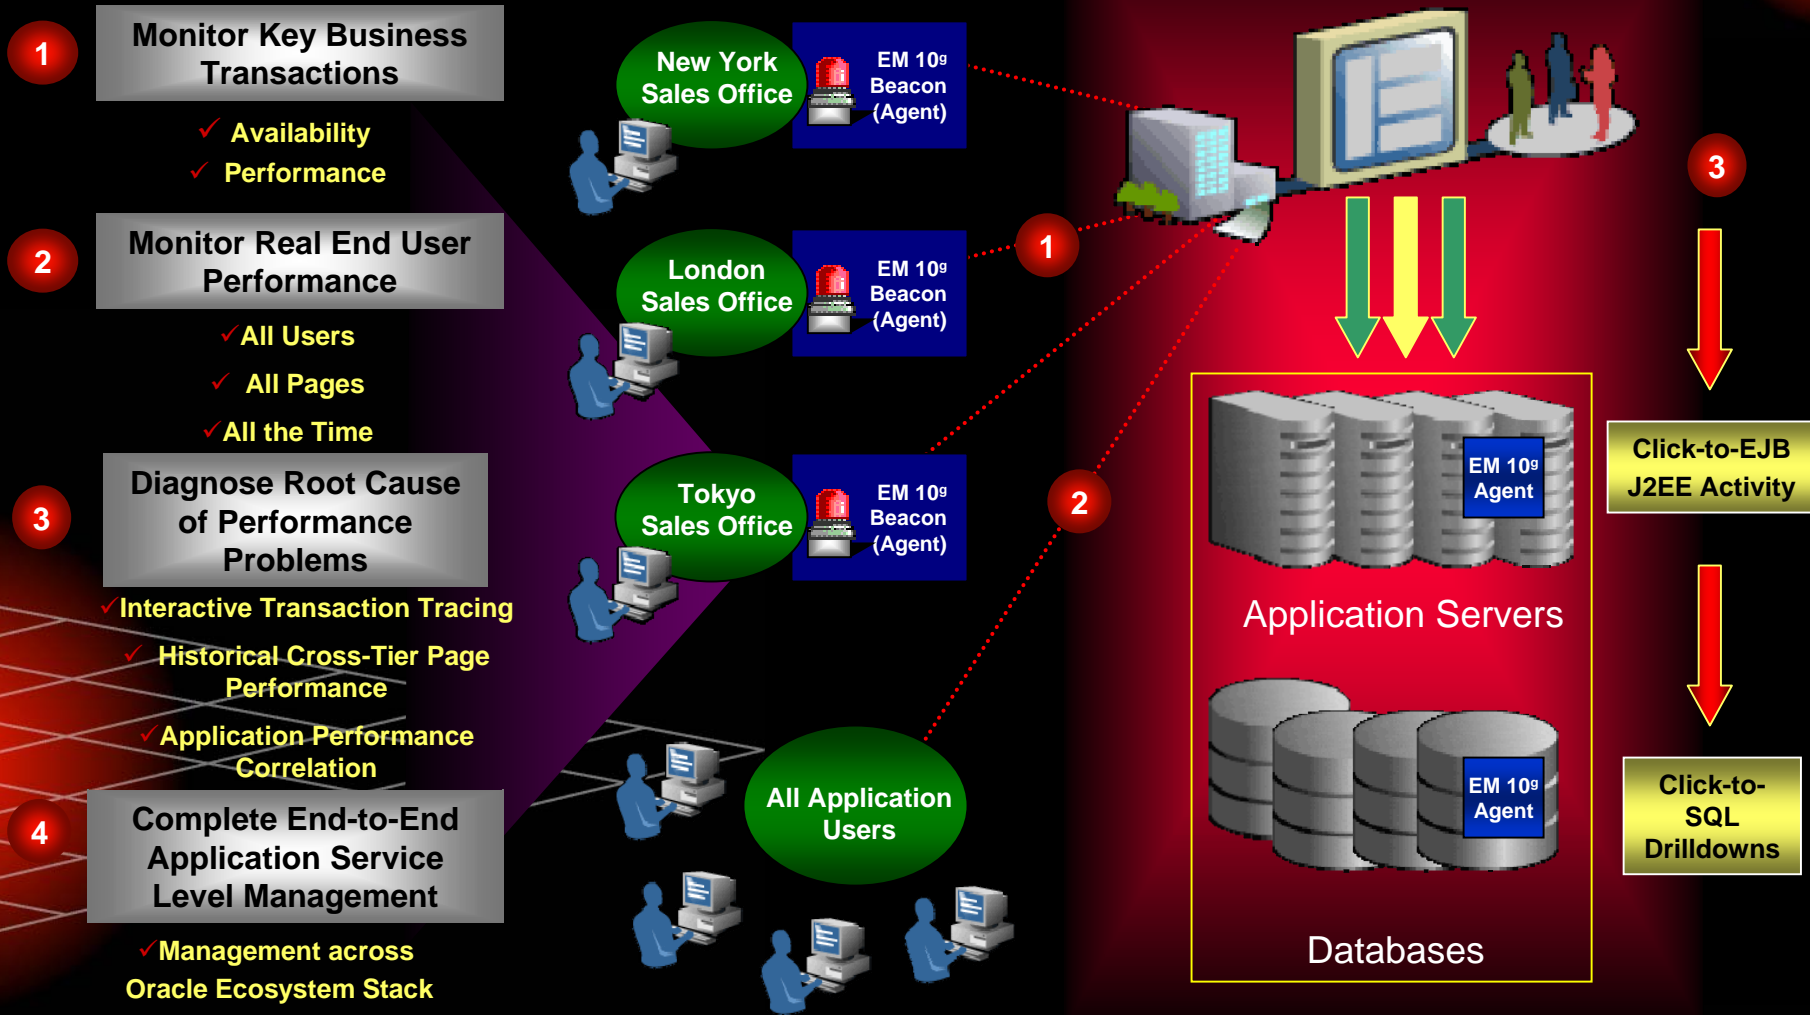 1
Monitor Key Business
Transactions
✓ Availability
✓ Performance
2
Monitor Real End User
Performance
✓All Users
✓ All Pages
✓All the Time
3
Diagnose Root Cause
of Performance
Problems
✓Interactive Transaction Tracing
✓ Historical Cross-Tier Page
Performance
✓Application Performance
Correlation
4
Complete End-to-End
Application Service
Level Management
✓Management across
Oracle Ecosystem Stack
New York
Sales Office
EM 10g
Beacon
(Agent)
London
Sales Office
EM 10g
Beacon
(Agent)
Tokyo
Sales Office
EM 10g
Beacon
(Agent)
All Application
Users
1
2
EM 10g
Agent
Application Servers
EM 10g
Agent
Databases
3
Click-to-EJB
J2EE Activity
Click-to-
SQL
Drilldowns